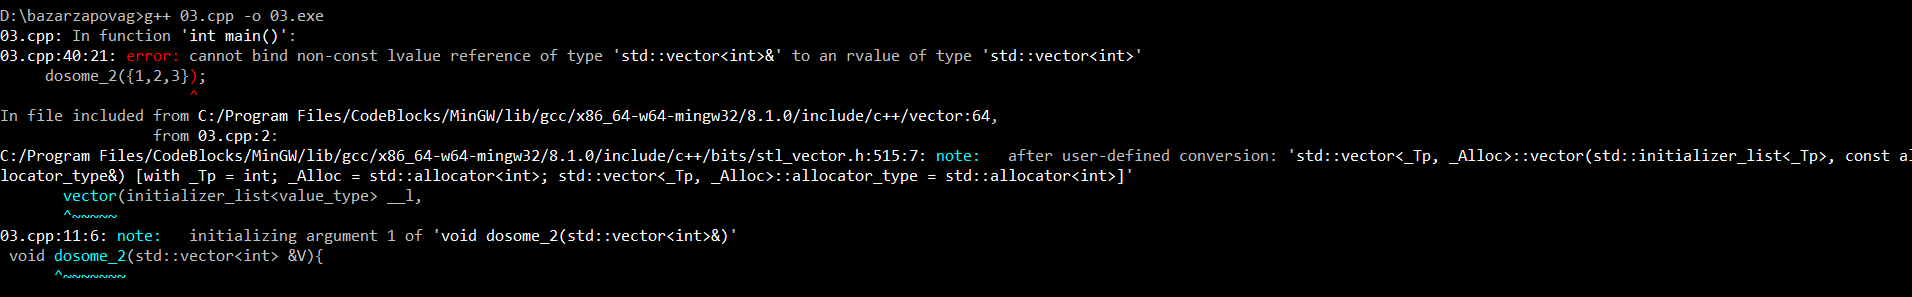 D:\bazarzapovag>g++ 03.cpp -o 03.exe
03.cpp: In function 'int main()':
03.cpp:40:21: error: cannot bind non-const lvalue reference of type 'std::vector<int>&' to an rvalue of type 'std::vector<int>'
     dosome_2({1,2,3});
                     ^
In file included from C:/Program Files/CodeBlocks/MinGW/lib/gcc/x86_64-w64-mingw32/8.1.0/include/c++/vector:64,
                 from 03.cpp:2:
C:/Program Files/CodeBlocks/MinGW/lib/gcc/x86_64-w64-mingw32/8.1.0/include/c++/bits/stl_vector.h:515:7: note:   after user-defined conversion: 'std::vector<_Tp, _Alloc>::vector(std::initializer_list<_Tp>, const al
locator_type&) [with _Tp = int; _Alloc = std::allocator<int>; std::vector<_Tp, _Alloc>::allocator_type = std::allocator<int>]'
       vector(initializer_list<value_type> __l,
       ^~~~~~
03.cpp:11:6: note:   initializing argument 1 of 'void dosome_2(std::vector<int>&)'
 void dosome_2(std::vector<int> &V){
      ^~~~~~~~